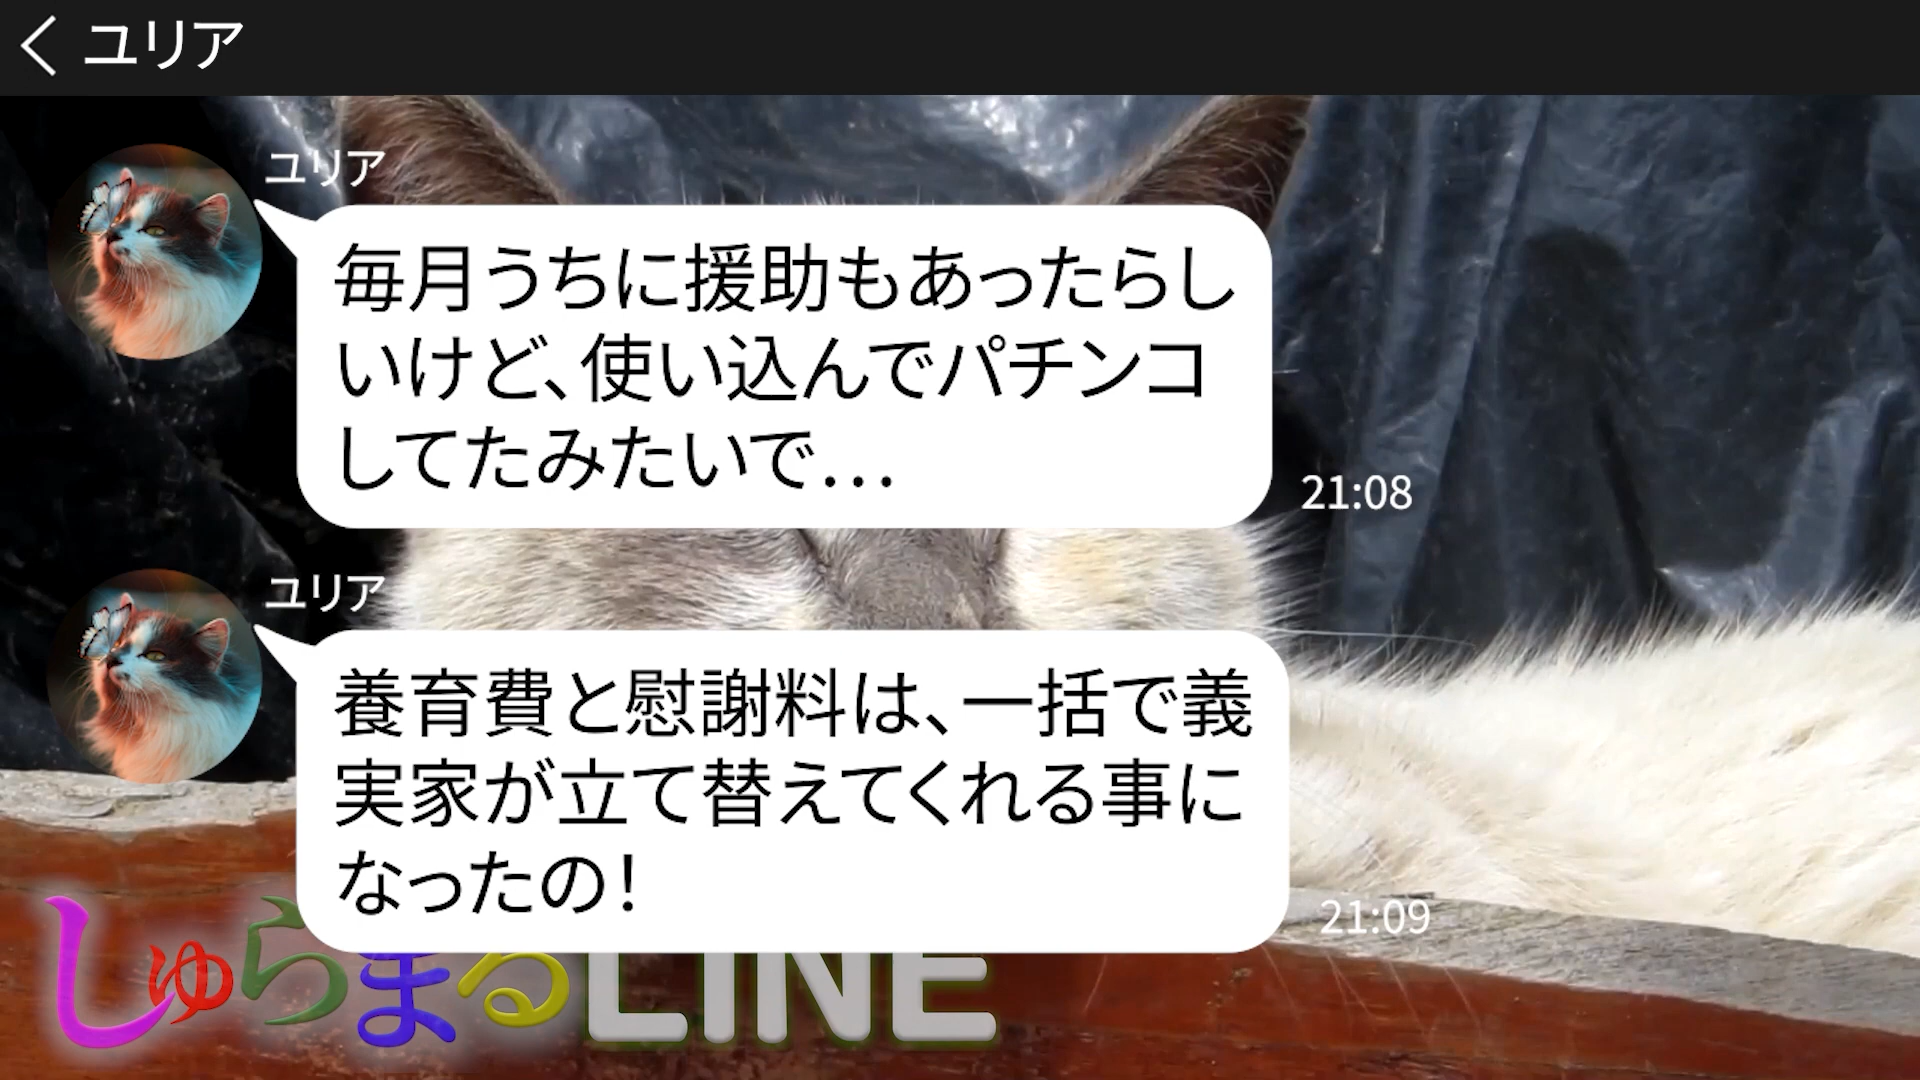 ユリア
ユリア
毎月うちに援助もあったらし
いけど、使い込んでパチンコ
してたみたいで…
21:08
ユリア
養育費と慰謝料は、一括で義
実家が立て替えてくれる事に
なったの！
21:09
しゅらまるLINE